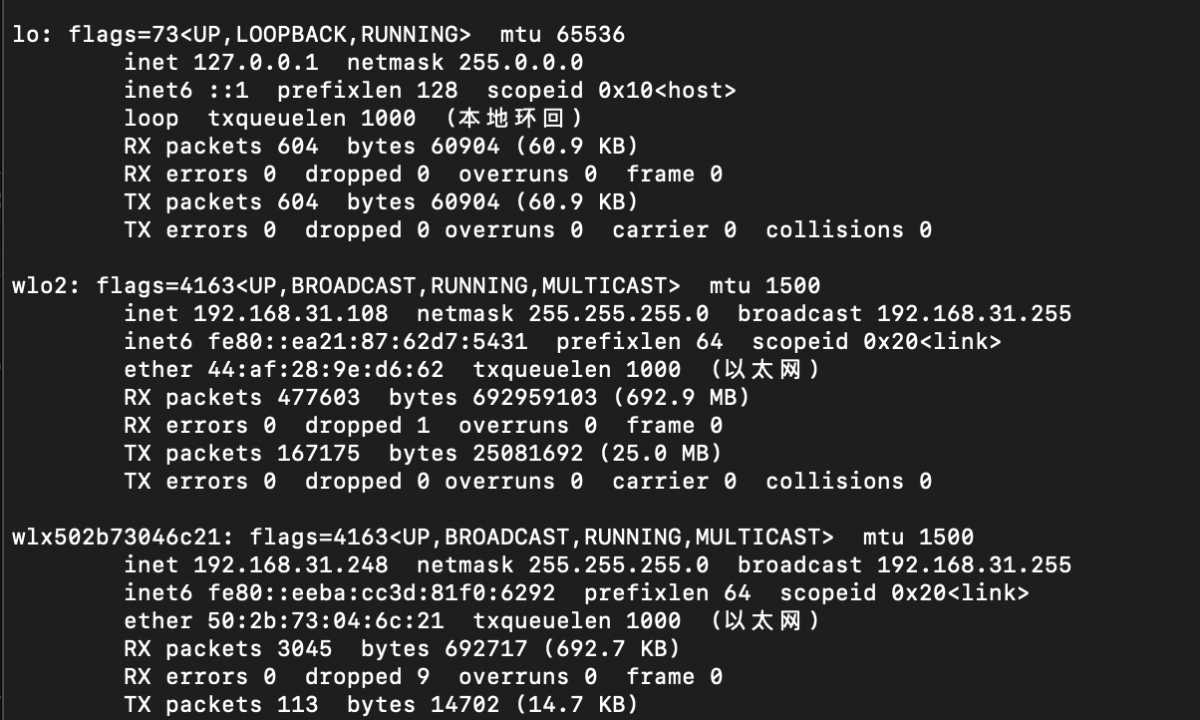 lo: flags=73<UP,LOOPBACK,RUNNING>  mtu 65536
        inet 127.0.0.1  netmask 255.0.0.0
        inet6 ::1  prefixlen 128  scopeid 0x10<host>
        loop  txqueuelen 1000  (本地环回)
        RX packets 604  bytes 60904 (60.9 KB)
        RX errors 0  dropped 0  overruns 0  frame 0
        TX packets 604  bytes 60904 (60.9 KB)
        TX errors 0  dropped 0 overruns 0  carrier 0  collisions 0

wlo2: flags=4163<UP,BROADCAST,RUNNING,MULTICAST>  mtu 1500
        inet 192.168.31.108  netmask 255.255.255.0  broadcast 192.168.31.255
        inet6 fe80::ea21:87:62d7:5431  prefixlen 64  scopeid 0x20<link>
        ether 44:af:28:9e:d6:62  txqueuelen 1000  (以太网)
        RX packets 477603  bytes 692959103 (692.9 MB)
        RX errors 0  dropped 1  overruns 0  frame 0
        TX packets 167175  bytes 25081692 (25.0 MB)
        TX errors 0  dropped 0 overruns 0  carrier 0  collisions 0

wlx502b73046c21: flags=4163<UP,BROADCAST,RUNNING,MULTICAST>  mtu 1500
        inet 192.168.31.248  netmask 255.255.255.0  broadcast 192.168.31.255
        inet6 fe80::eeba:cc3d:81f0:6292  prefixlen 64  scopeid 0x20<link>
        ether 50:2b:73:04:6c:21  txqueuelen 1000  (以太网)
        RX packets 3045  bytes 692717 (692.7 KB)
        RX errors 0  dropped 9  overruns 0  frame 0
        TX packets 113  bytes 14702 (14.7 KB)